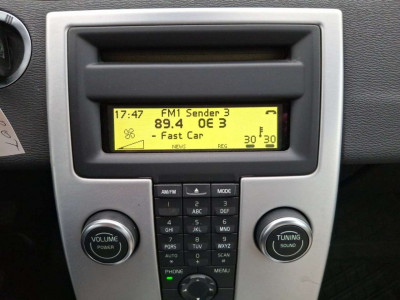 17:47 FM1 Sender 3
89.4 OE 3
- Fast Car
30 30
NEWS REG
AM/FM MODE
1 2 ABC 3 DEF
4 GHI 5 JKL 6 MNO
7 PQRS 8 TUV 9 WXYZ
AUTO * 0 + SCAN #
PHONE MENU
VOLUME
POWER
TUNING
SOUND